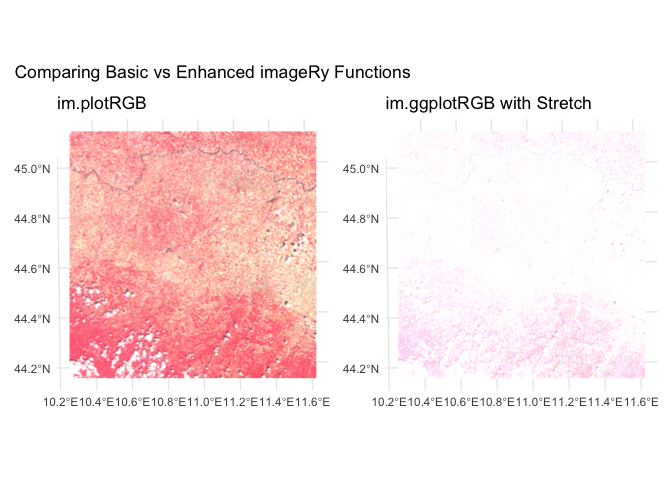 Comparing Basic vs Enhanced imageRy Functions
im.plotRGB
im.ggplotRGB with Stretch
45.0°N
44.8°N
44.6°N
44.4°N
44.2°N
10.2°E10.4°E10.6°E10.8°E11.0°E11.2°E11.4°E11.6°E
45.0°N
44.8°N
44.6°N
44.4°N
44.2°N
10.2°E10.4°E10.6°E10.8°E11.0°E11.2°E11.4°E11.6°E